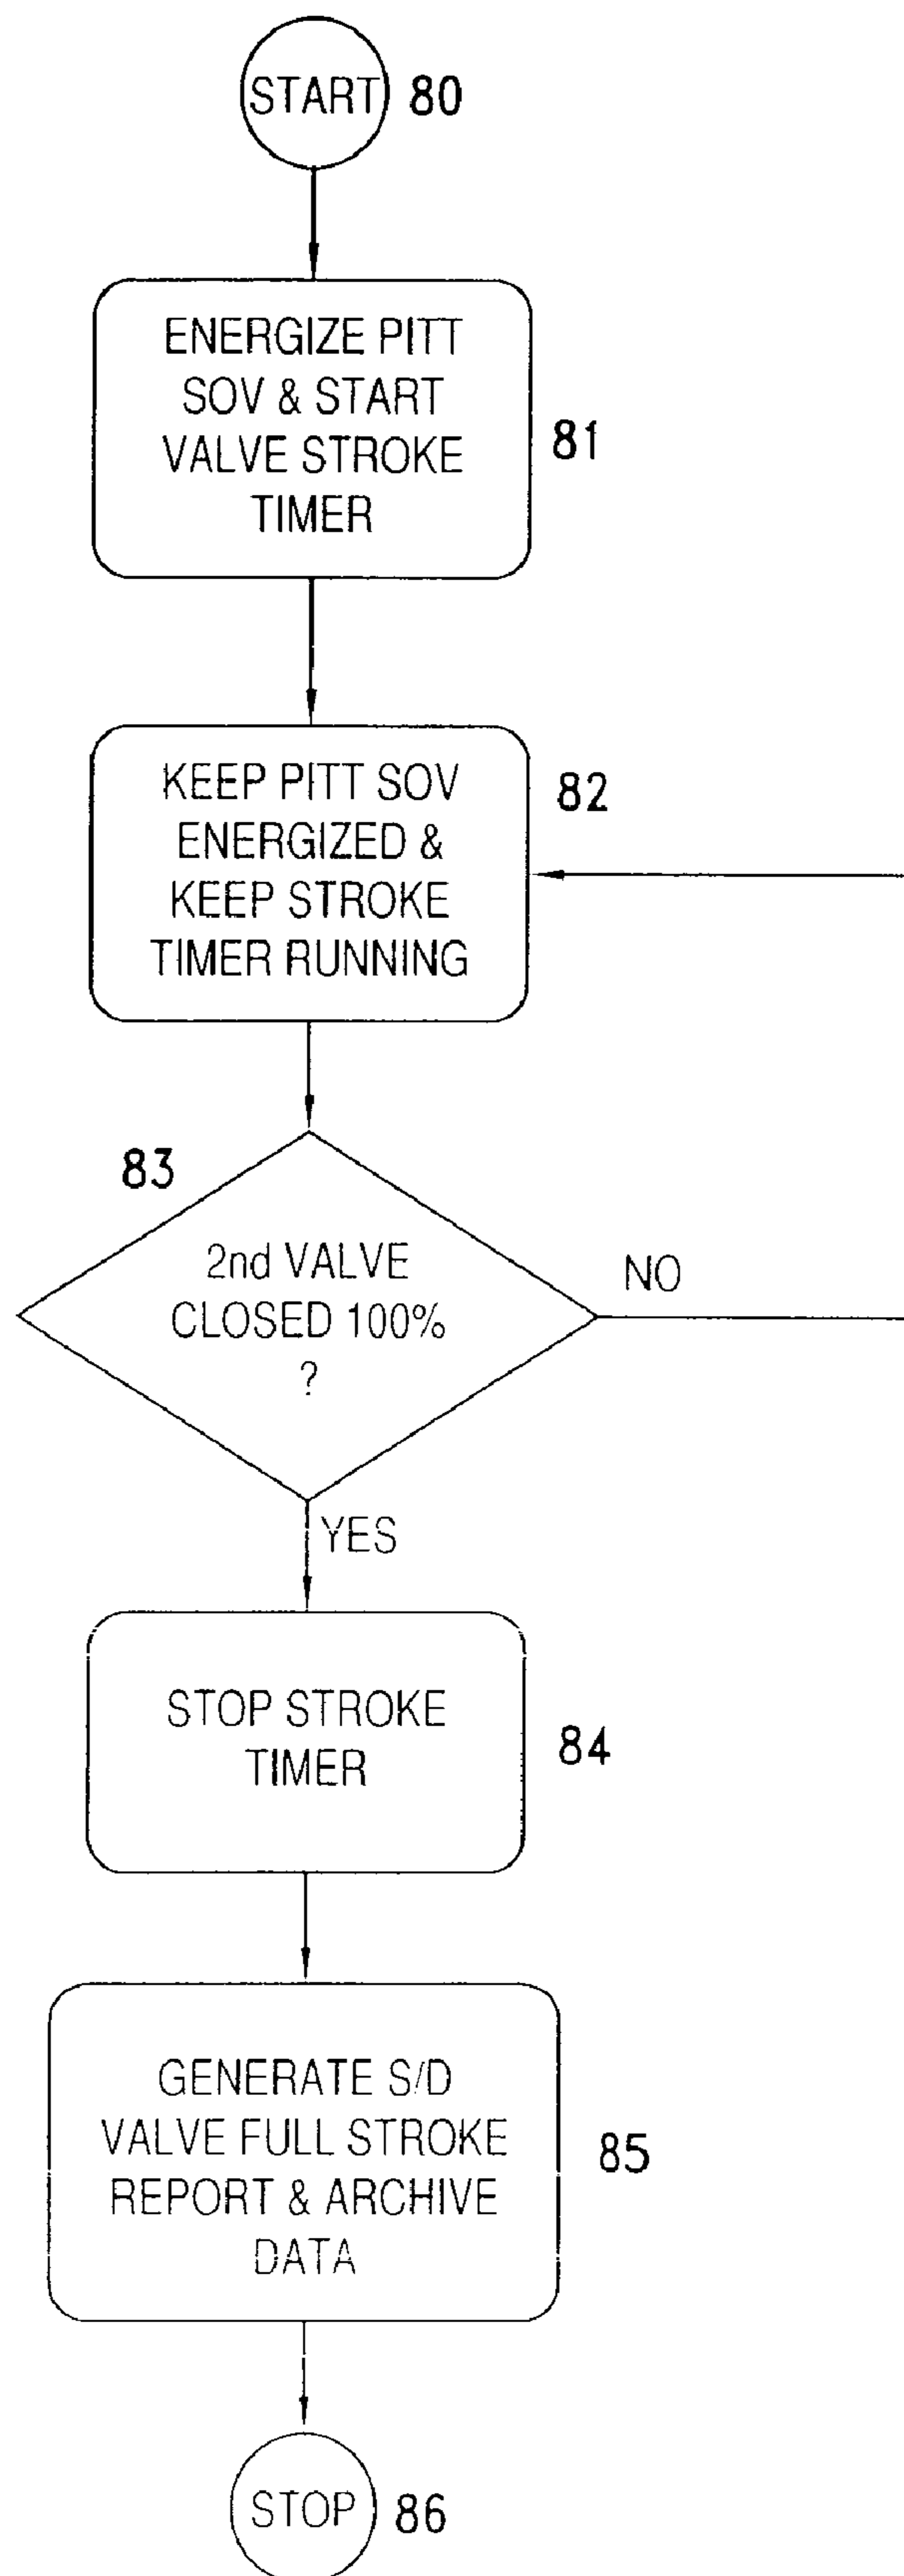 START 80
ENERGIZE PITT
SOV & START
VALVE STROKE
TIMER
81
KEEP PITT SOV
ENERGIZED &
KEEP STROKE
TIMER RUNNING
82
83
2nd VALVE
CLOSED 100%
?
NO
YES
STOP STROKE
TIMER
84
GENERATE S/D
VALVE FULL STROKE
REPORT & ARCHIVE
DATA
85
STOP 86